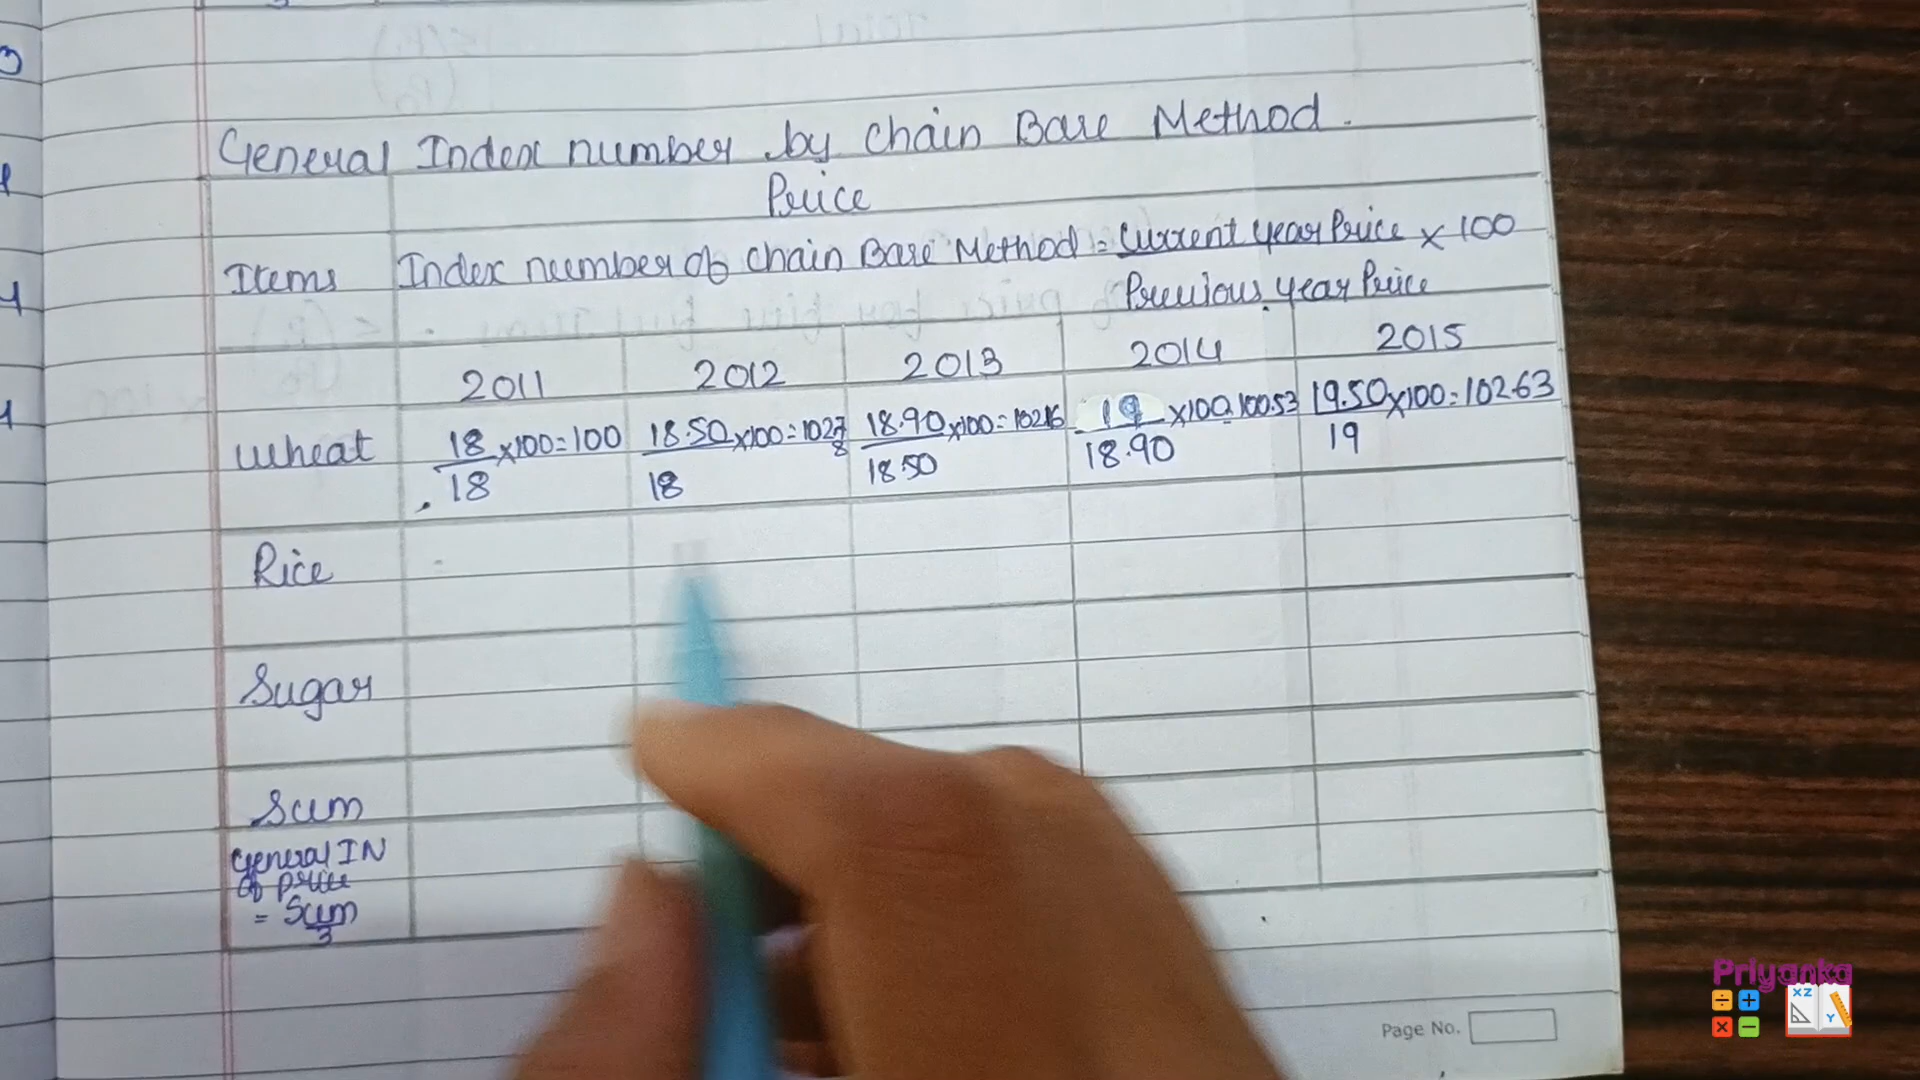 General Index number by Chain Base Method.
Price
Items Index number of Chain Base Method = Current year Price × 100
Previous year Price
2011 2012 2013 2014 2015
Wheat 18 ×100=100 18.50 ×100=102.78 18.90 ×100=102.16 19 ×100=100.53 19.50 ×100=102.63
18 18 18.50 18.90 19
Rice
Sugar
Sum
General IN
of price
= Sum
3
Page No.
Priyanka
XZ
Y